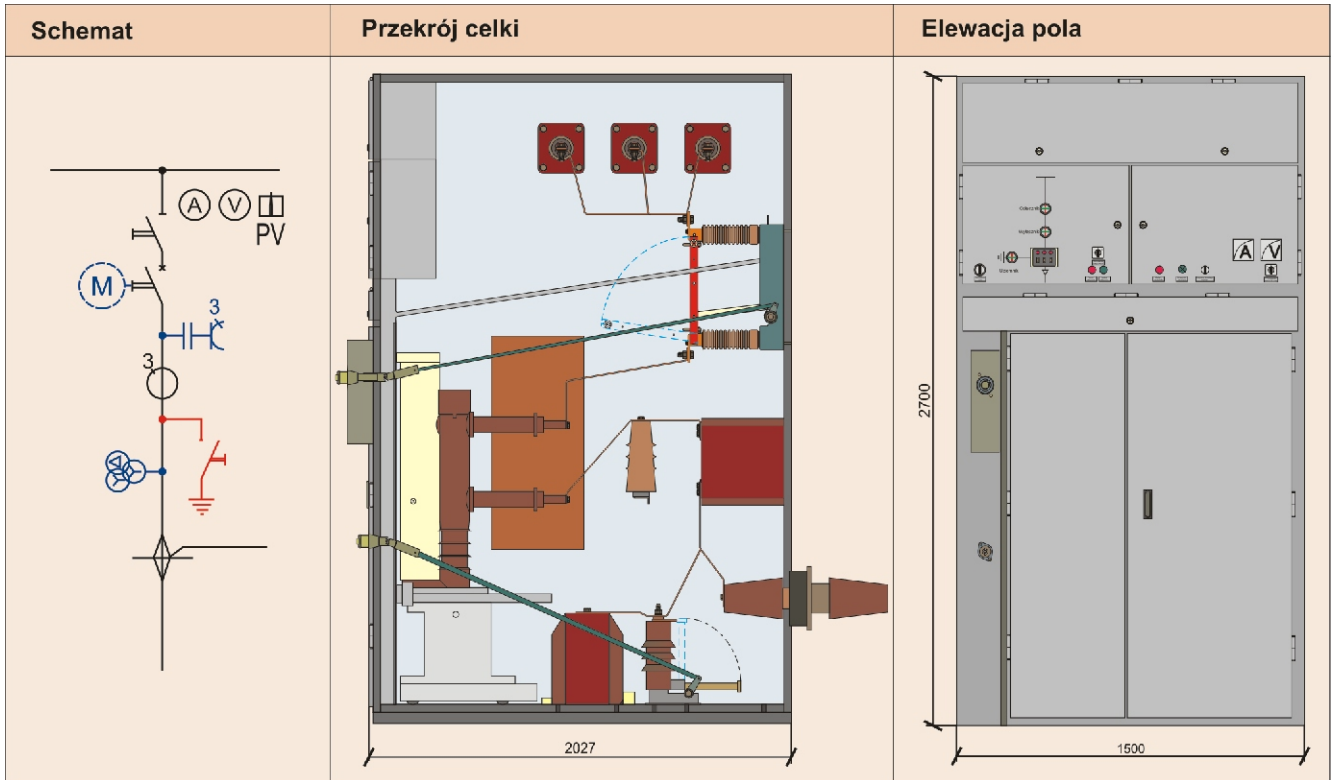 Schemat
Przekrój celki
Elewacja pola
A V
PV
M
3
3
2027
2700
A V
1500